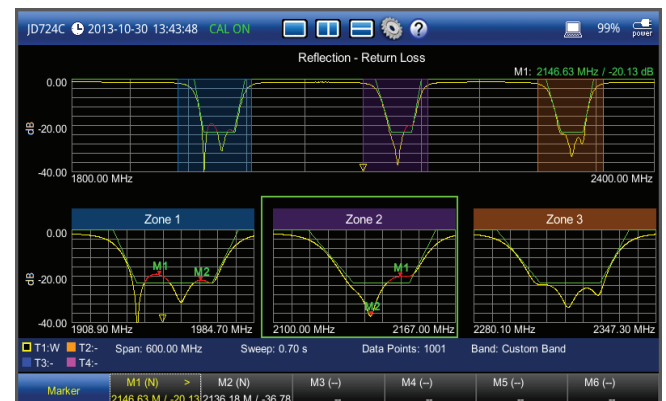 JD724C 2013-10-30 13:43:48 CAL ON 99% power
Reflection - Return Loss
M1: 2146.63 MHz / -20.13 dB
0.00
dB
-20.00
-40.00
1800.00 MHz 2400.00 MHz
Zone 1 Zone 2 Zone 3
0.00
dB
-20.00
-40.00
M1 M2 M1
M2
1908.90 MHz 1984.70 MHz 2100.00 MHz 2167.00 MHz 2280.10 MHz 2347.30 MHz
T1:W T2:- Span: 600.00 MHz Sweep: 0.70 s Data Points: 1001 Band: Custom Band
T3:- T4:-
Marker M1 (N) > M2 (N) M3 (--) M4 (--) M5 (--) M6 (--)
2146.63 M / -20.13 2136.18 M / -36.78 -- -- -- --